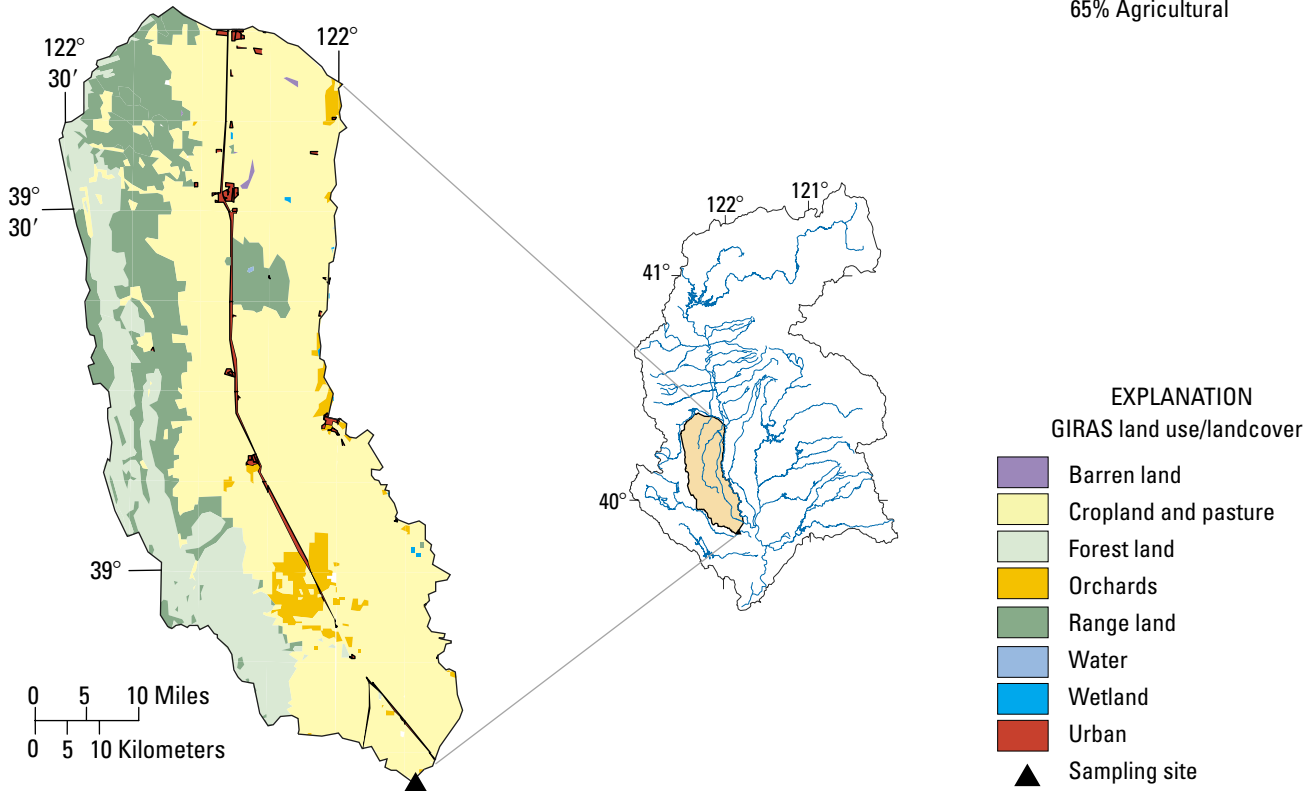 65% Agricultural
122°
30′
122°
39°
30′
39°
0 5 10 Miles
0 5 10 Kilometers
122°
121°
41°
40°
EXPLANATION
GIRAS land use/landcover
Barren land
Cropland and pasture
Forest land
Orchards
Range land
Water
Wetland
Urban
Sampling site